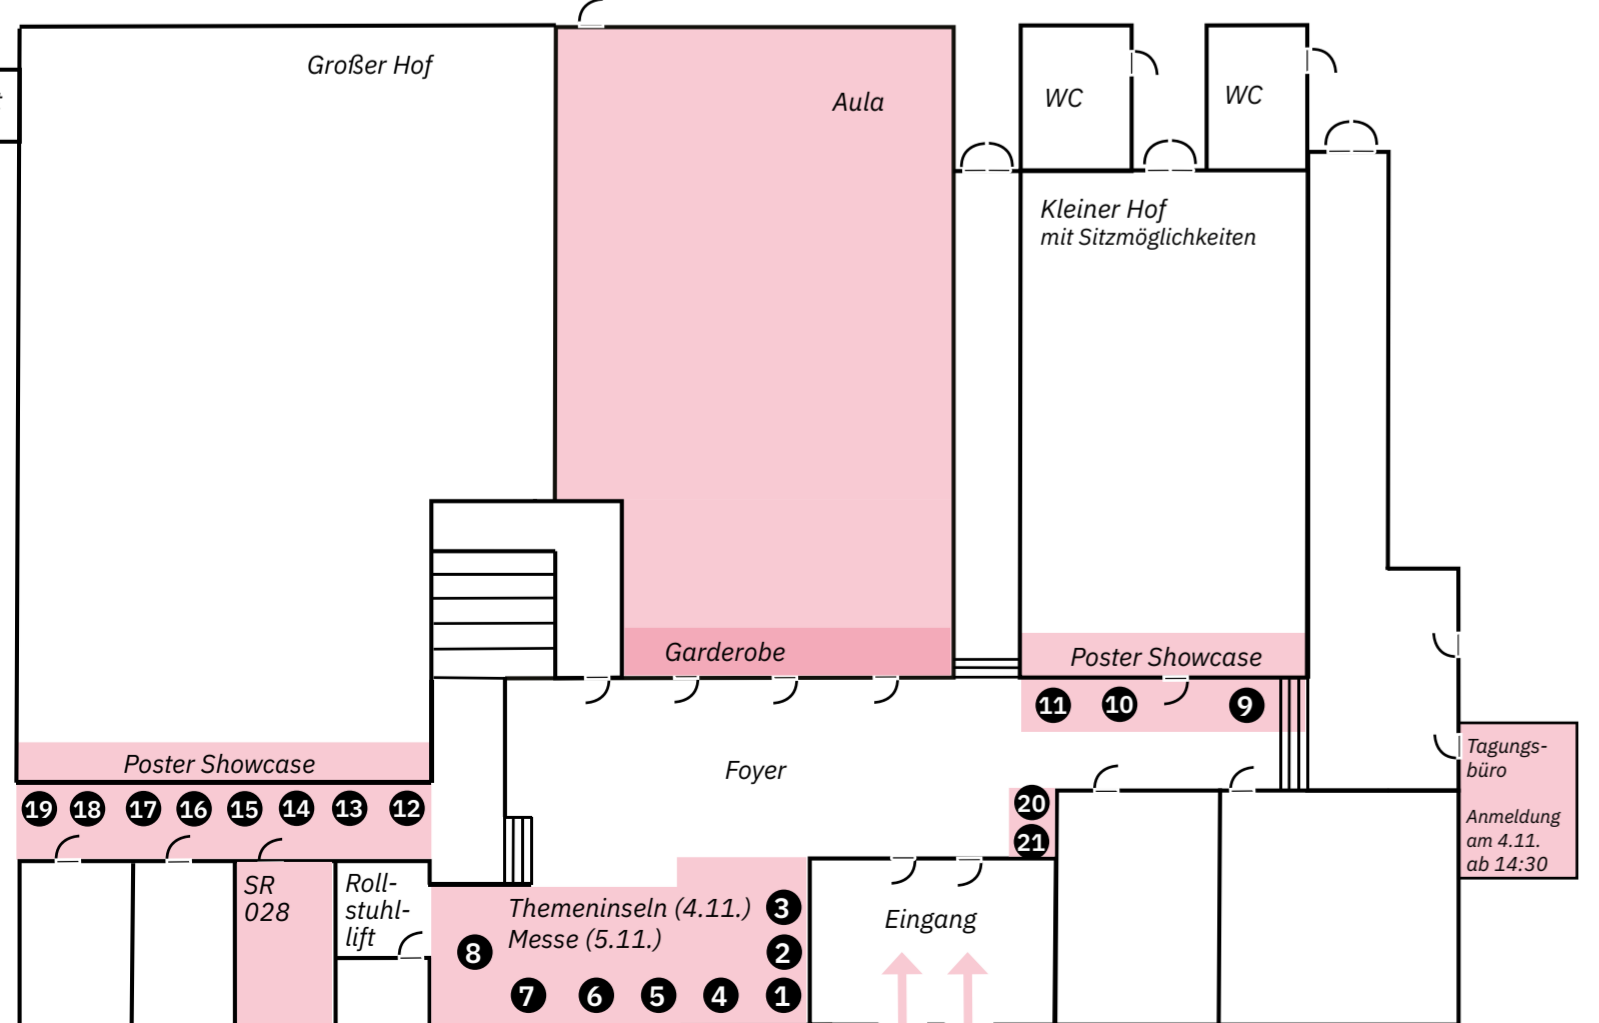 Großer Hof
Aula
WC
WC
Kleiner Hof
mit Sitzmöglichkeiten
Garderobe
Poster Showcase
11 10 9
Foyer
Tagungs-
büro
Anmeldung
am 4.11.
ab 14:30
Poster Showcase
19 18 17 16 15 14 13 12
20
21
SR
028
Roll-
stuhl-
lift
Themeninseln (4.11.)
Messe (5.11.)
3
2
8
7 6 5 4 1
Eingang